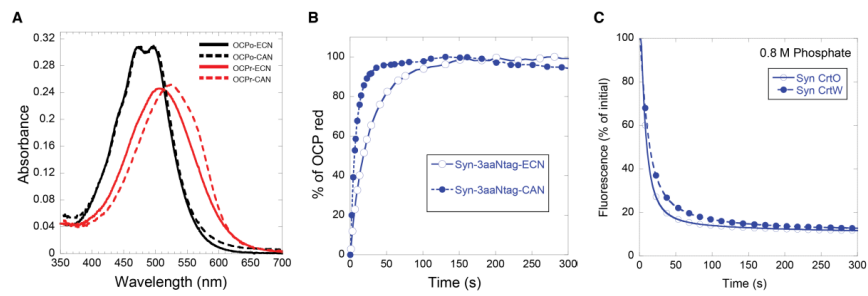 A
0.32
0.28
0.24
0.2
0.16
0.12
0.08
0.04
0
350 400 450 500 550 600 650 700
Absorbance
Wavelength (nm)
OCPo-ECN
OCPo-CAN
OCPr-ECN
OCPr-CAN
B
100
80
60
40
20
0
0 50 100 150 200 250 300
% of OCP red
Time (s)
Syn-3aaNtag-ECN
Syn-3aaNtag-CAN
C
0.8 M Phosphate
100
80
60
40
20
0
0 50 100 150 200 250 300
Fluorescence (% of initial)
Time (s)
Syn CrtO
Syn CrtW